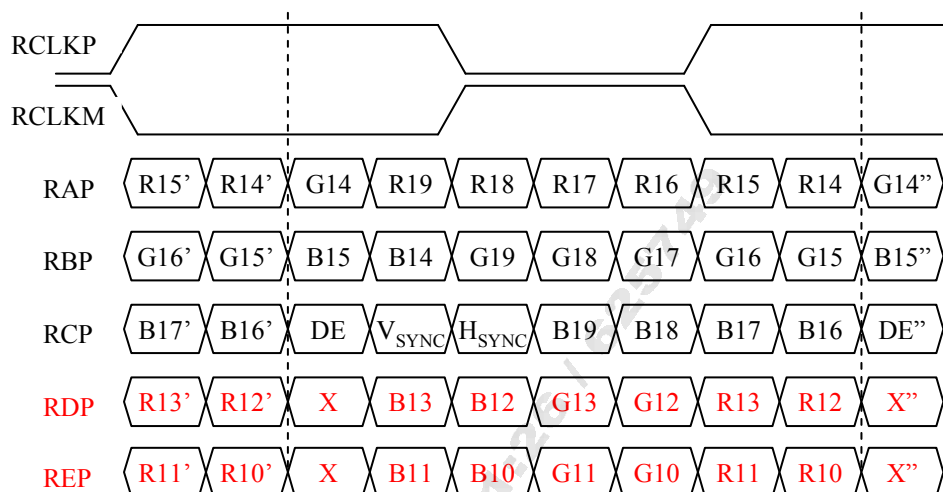 RCLKP
RCLKM
RAP R15’ R14’ G14 R19 R18 R17 R16 R15 R14 G14”
RBP G16’ G15’ B15 B14 G19 G18 G17 G16 G15 B15”
RCP B17’ B16’ DE VSYNC HSYNC B19 B18 B17 B16 DE”
RDP R13’ R12’ X B13 B12 G13 G12 R13 R12 X”
REP R11’ R10’ X B11 B10 G11 G10 R11 R10 X”
/ 625749